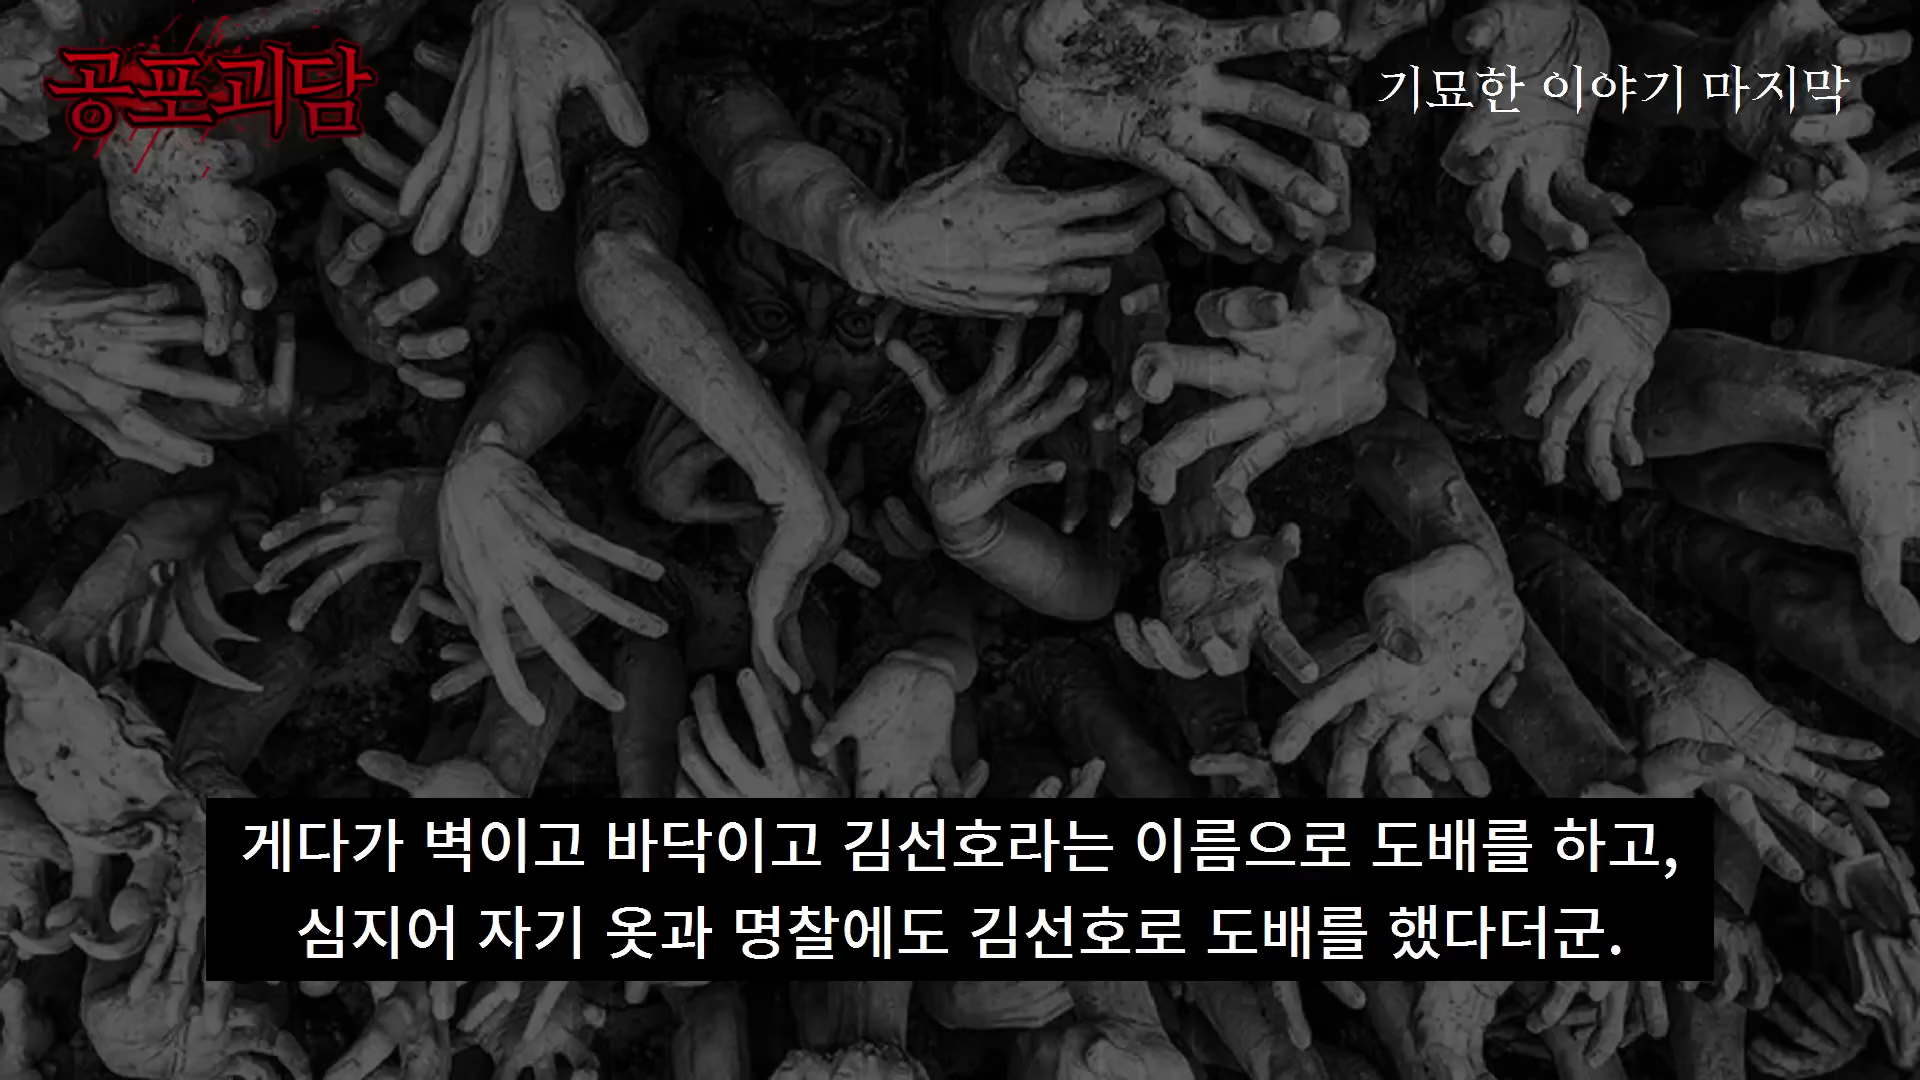 공포괴담
기묘한 이야기 마지막
게다가 벽이고 바닥이고 김선호라는 이름으로 도배를 하고,
심지어 자기 옷과 명찰에도 김선호로 도배를 했다더군.